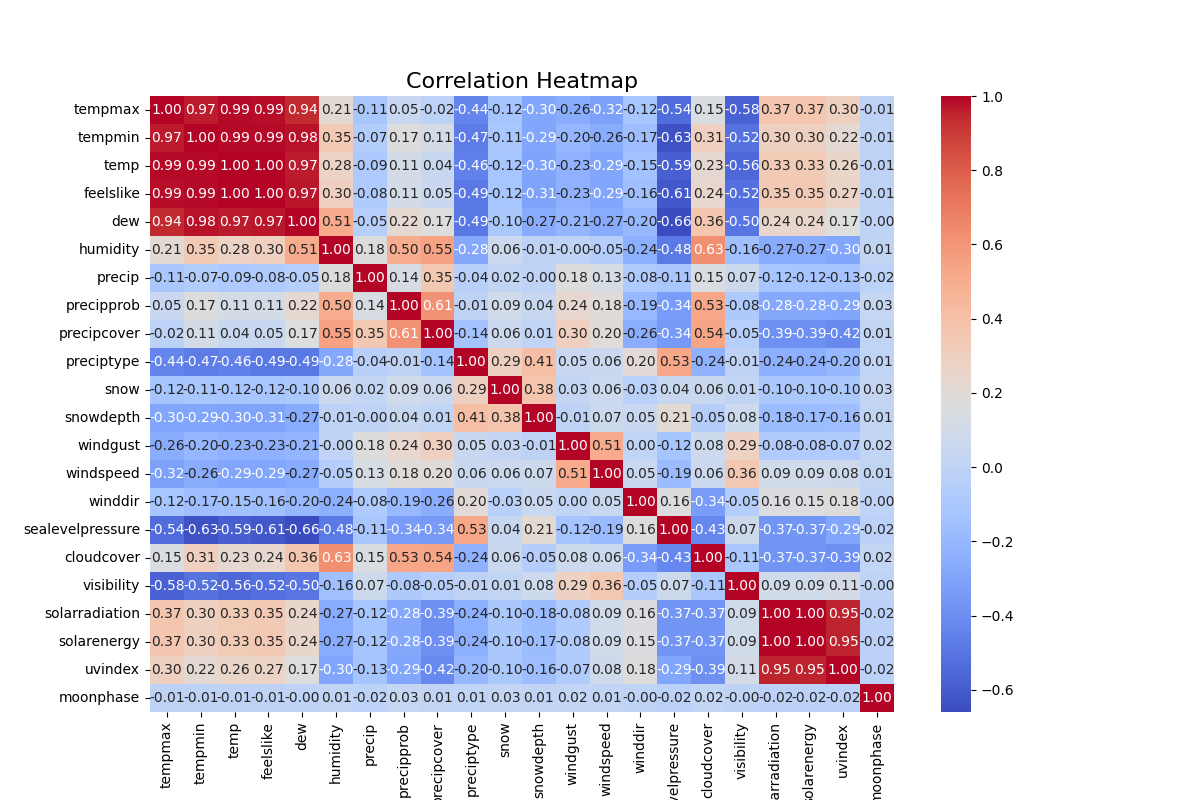 Correlation Heatmap
tempmax 1.00 0.97 0.99 0.99 0.94 0.21 -0.11 0.05 -0.02 -0.44 -0.12 -0.30 -0.26 -0.32 -0.12 -0.54 0.15 -0.58 0.37 0.37 0.30 -0.01
tempmin 0.97 1.00 0.99 0.99 0.98 0.35 -0.07 0.17 0.11 -0.47 -0.11 -0.29 -0.20 -0.26 -0.17 -0.63 0.31 -0.52 0.30 0.30 0.22 -0.01
temp 0.99 0.99 1.00 1.00 0.97 0.28 -0.09 0.11 0.04 -0.46 -0.12 -0.30 -0.23 -0.29 -0.15 -0.59 0.23 -0.56 0.33 0.33 0.26 -0.01
feelslike 0.99 0.99 1.00 1.00 0.97 0.30 -0.08 0.11 0.05 -0.49 -0.12 -0.31 -0.23 -0.29 -0.16 -0.61 0.24 -0.52 0.35 0.35 0.27 -0.01
dew 0.94 0.98 0.97 0.97 1.00 0.51 -0.05 0.22 0.17 -0.49 -0.10 -0.27 -0.21 -0.27 -0.20 -0.66 0.36 -0.50 0.24 0.24 0.17 -0.00
humidity 0.21 0.35 0.28 0.30 0.51 1.00 0.18 0.50 0.55 -0.28 0.06 -0.01 -0.00 -0.05 -0.24 -0.48 0.63 -0.16 -0.27 -0.27 -0.30 0.01
precip -0.11 -0.07 -0.09 -0.08 -0.05 0.18 1.00 0.14 0.35 -0.04 0.02 -0.00 0.18 0.13 -0.08 -0.11 0.15 0.07 -0.12 -0.12 -0.13 -0.02
precipprob 0.05 0.17 0.11 0.11 0.22 0.50 0.14 1.00 0.61 -0.01 0.09 0.04 0.24 0.18 -0.19 -0.34 0.53 -0.08 -0.28 -0.28 -0.29 0.03
precipcover -0.02 0.11 0.04 0.05 0.17 0.55 0.35 0.61 1.00 -0.14 0.06 0.01 0.30 0.20 -0.26 -0.34 0.54 -0.05 -0.39 -0.39 -0.42 0.01
preciptype -0.44 -0.47 -0.46 -0.49 -0.49 -0.28 -0.04 -0.01 -0.14 1.00 0.29 0.41 0.05 0.06 0.20 0.53 -0.24 -0.01 -0.24 -0.24 -0.20 0.01
snow -0.12 -0.11 -0.12 -0.12 -0.10 0.06 0.02 0.09 0.06 0.29 1.00 0.38 0.03 0.06 -0.03 0.04 0.06 0.01 -0.10 -0.10 -0.10 0.03
snowdepth -0.30 -0.29 -0.30 -0.31 -0.27 -0.01 -0.00 0.04 0.01 0.41 0.38 1.00 -0.01 0.07 0.05 0.21 -0.05 0.08 -0.18 -0.17 -0.16 0.01
windgust -0.26 -0.20 -0.23 -0.23 -0.21 -0.00 0.18 0.24 0.30 0.05 0.03 -0.01 1.00 0.51 0.00 -0.12 0.08 0.29 -0.08 -0.08 -0.07 0.02
windspeed -0.32 -0.26 -0.29 -0.29 -0.27 -0.05 0.13 0.18 0.20 0.06 0.06 0.07 0.51 1.00 0.05 -0.19 0.06 0.36 0.09 0.09 0.08 0.01
winddir -0.12 -0.17 -0.15 -0.16 -0.20 -0.24 -0.08 -0.19 -0.26 0.20 -0.03 0.05 0.00 0.05 1.00 0.16 -0.34 -0.05 0.16 0.15 0.18 -0.00
sealevelpressure -0.54 -0.63 -0.59 -0.61 -0.66 -0.48 -0.11 -0.34 -0.34 0.53 0.04 0.21 -0.12 -0.19 0.16 1.00 -0.43 0.07 -0.37 -0.37 -0.29 -0.02
cloudcover 0.15 0.31 0.23 0.24 0.36 0.63 0.15 0.53 0.54 -0.24 0.06 -0.05 0.08 0.06 -0.34 -0.43 1.00 -0.11 -0.37 -0.37 -0.39 0.02
visibility -0.58 -0.52 -0.56 -0.52 -0.50 -0.16 0.07 -0.08 -0.05 -0.01 0.01 0.08 0.29 0.36 -0.05 0.07 -0.11 1.00 0.09 0.09 0.11 -0.00
solarradiation 0.37 0.30 0.33 0.35 0.24 -0.27 -0.12 -0.28 -0.39 -0.24 -0.10 -0.18 -0.08 0.09 0.16 -0.37 -0.37 0.09 1.00 1.00 0.95 -0.02
solarenergy 0.37 0.30 0.33 0.35 0.24 -0.27 -0.12 -0.28 -0.39 -0.24 -0.10 -0.17 -0.08 0.09 0.15 -0.37 -0.37 0.09 1.00 1.00 0.95 -0.02
uvindex 0.30 0.22 0.26 0.27 0.17 -0.30 -0.13 -0.29 -0.42 -0.20 -0.10 -0.16 -0.07 0.08 0.18 -0.29 -0.39 0.11 0.95 0.95 1.00 -0.02
moonphase -0.01 -0.01 -0.01 -0.01 -0.00 0.01 -0.02 0.03 0.01 0.01 0.03 0.01 0.02 0.01 -0.00 -0.02 0.02 -0.00 -0.02 -0.02 -0.02 1.00
tempmax tempmin temp feelslike dew humidity precip precipprob recipcover preciptype snow snowdepth windgust windspeed winddir velpressure cloudcover visibility arradiation solarenergy uvindex moonphase
1.0
0.8
0.6
0.4
0.2
0.0
−0.2
−0.4
−0.6